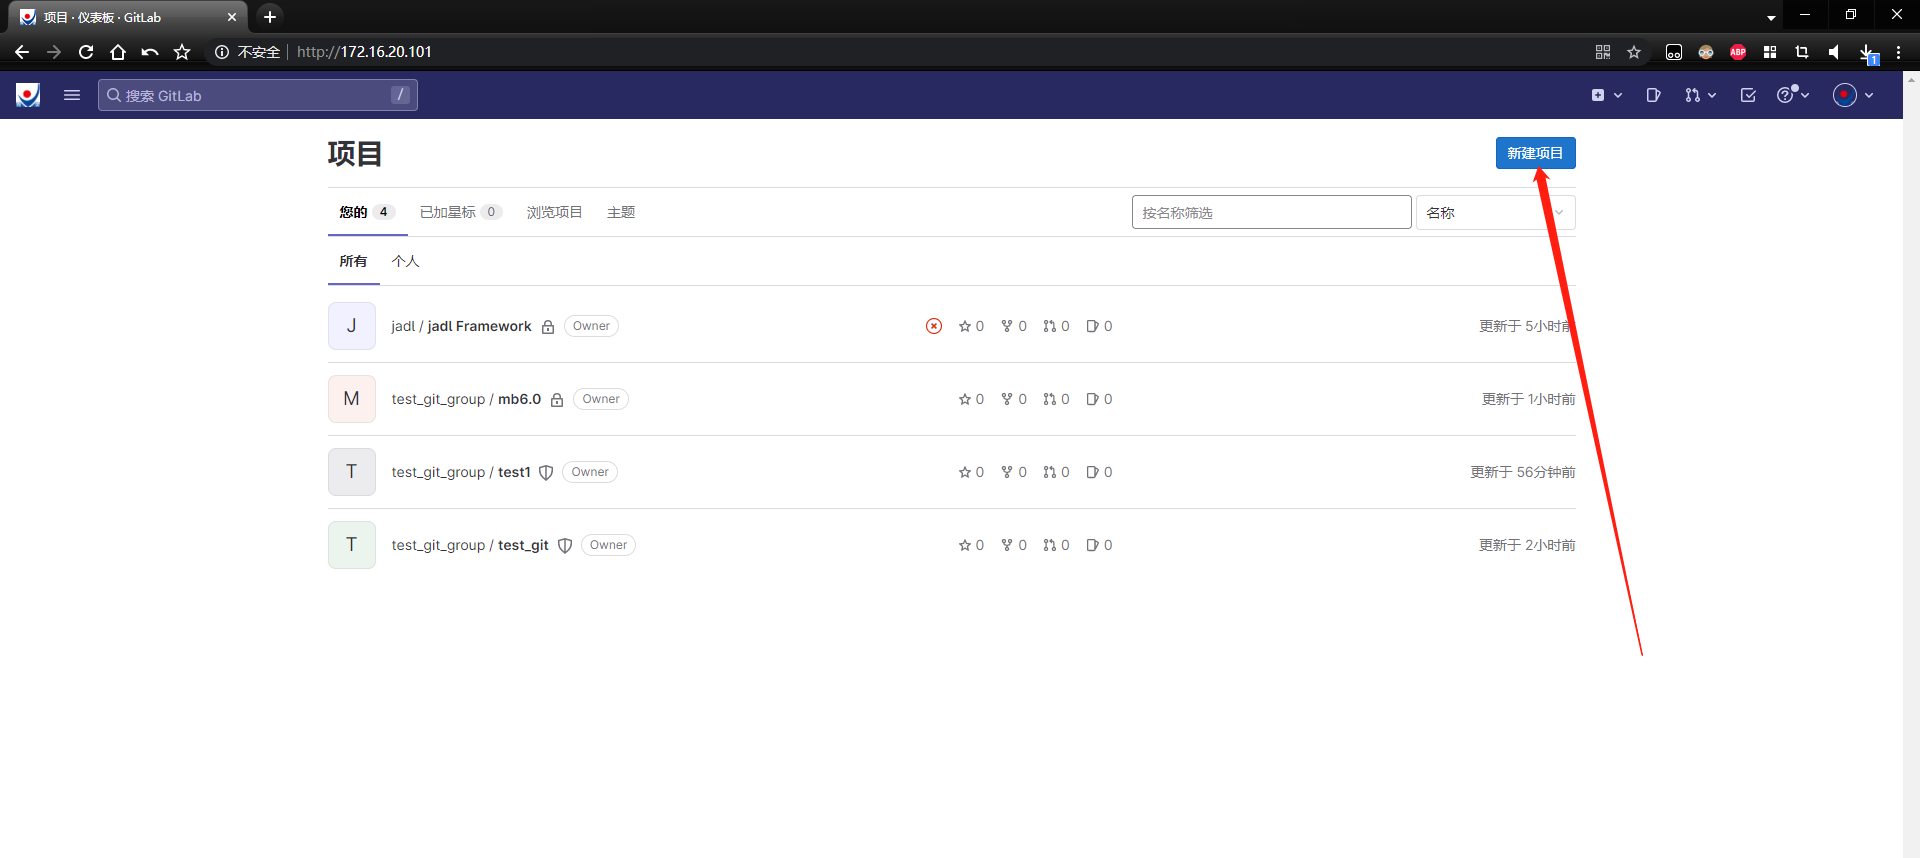 项目 · 仪表板 · GitLab
不安全 http://172.16.20.101
ABP
1
搜索 GitLab /
项目
新建项目
您的 4 已加星标 0 浏览项目 主题
按名称筛选 名称
所有 个人
J jadl / jadl Framework Owner 0 0 0 0 更新于 5小时前
M test_git_group / mb6.0 Owner 0 0 0 0 更新于 1小时前
T test_git_group / test1 Owner 0 0 0 0 更新于 56分钟前
T test_git_group / test_git Owner 0 0 0 0 更新于 2小时前